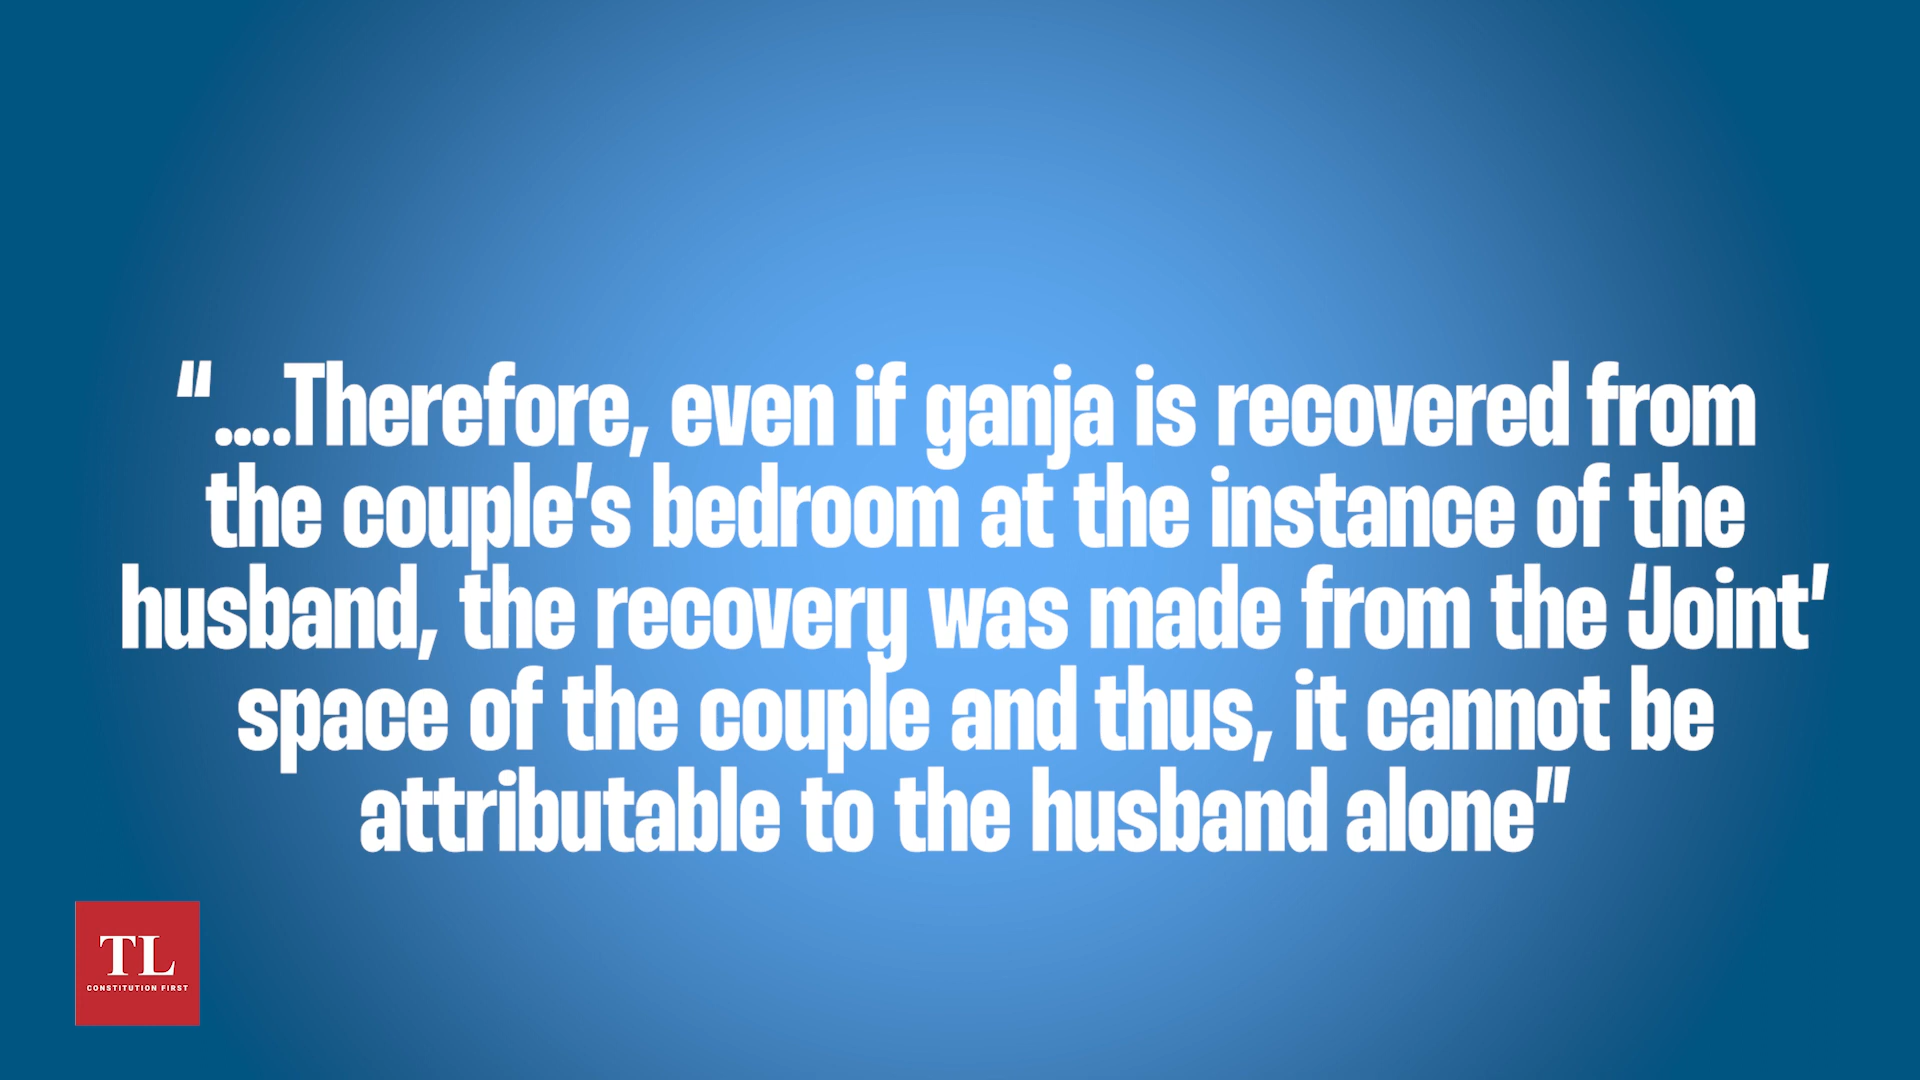 “....Therefore, even if ganja is recovered from
the couple’s bedroom at the instance of the
husband, the recovery was made from the ‘Joint’
space of the couple and thus, it cannot be
attributable to the husband alone”
TL
CONSTITUTION FIRST